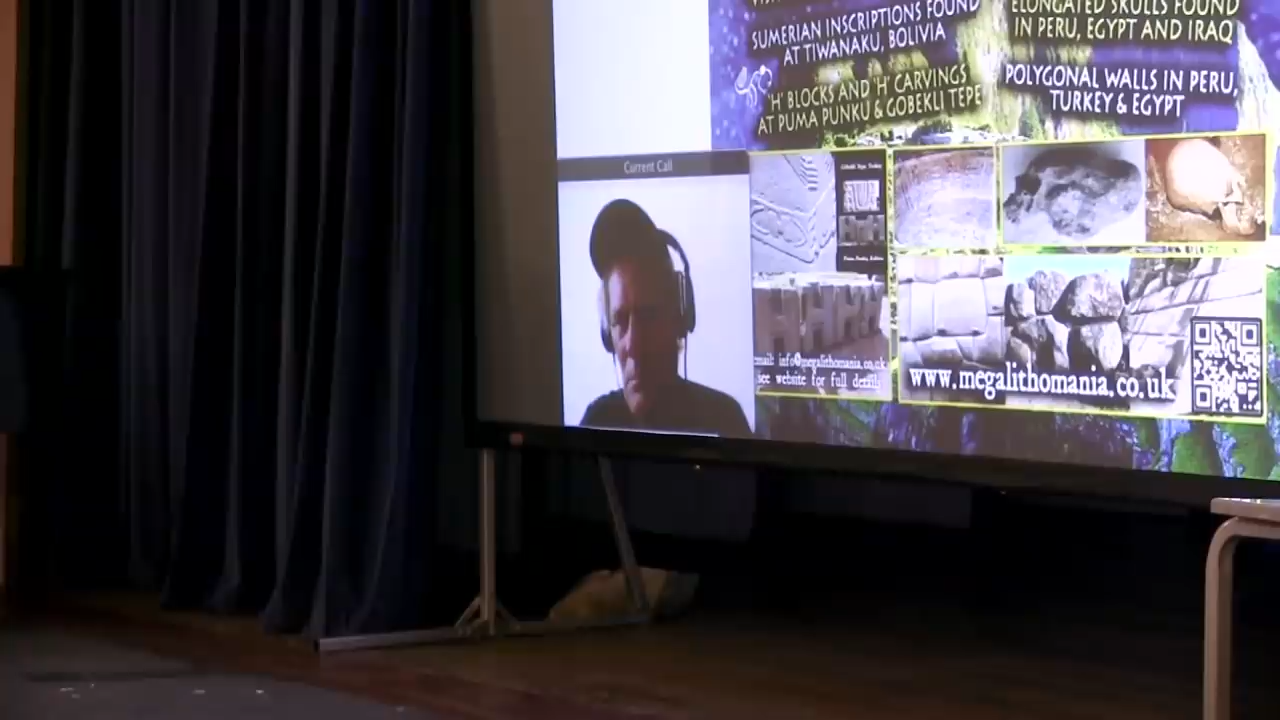 SUMERIAN INSCRIPTIONS FOUND
AT TIWANAKU, BOLIVIA
'H' BLOCKS AND 'H' CARVINGS
AT PUMA PUNKU & GOBEKLI TEPE
ELONGATED SKULLS FOUND
IN PERU, EGYPT AND IRAQ
POLYGONAL WALLS IN PERU,
TURKEY & EGYPT
Current Call
email: info@megalithomania.co.uk
see website for full details
www.megalithomania.co.uk